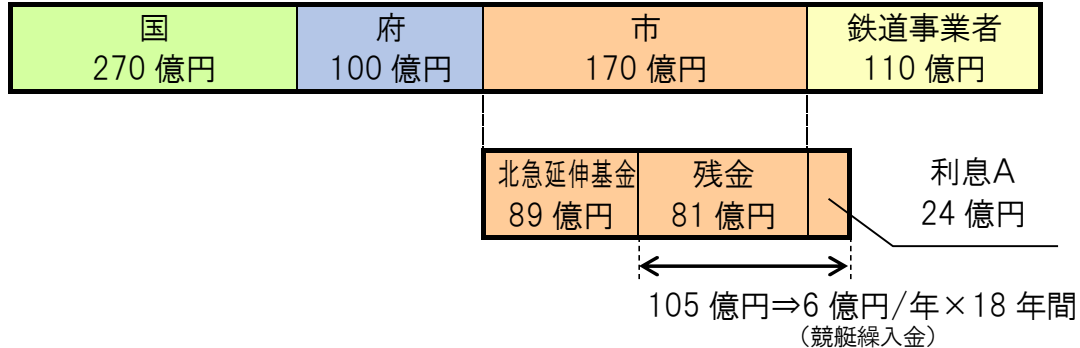 国
270 億円
府
100 億円
市
170 億円
鉄道事業者
110 億円
北急延伸基金
89 億円
残金
81 億円
利息A
24 億円
105 億円⇒6 億円/年×18 年間
（競艇繰入金）